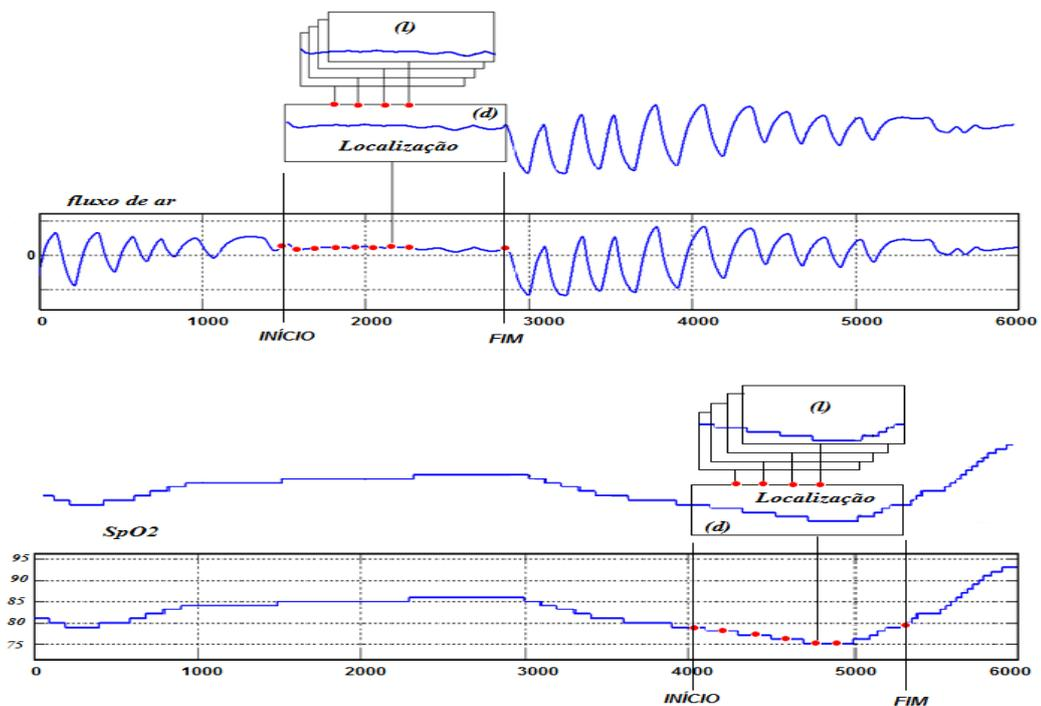 (l)
(d)
Localização
fluxo de ar
0
0 1000 2000 3000 4000 5000 6000
INÍCIO FIM
(l)
Localização
(d)
SpO2
95
90
85
80
75
0 1000 2000 3000 4000 5000 6000
INÍCIO FIM